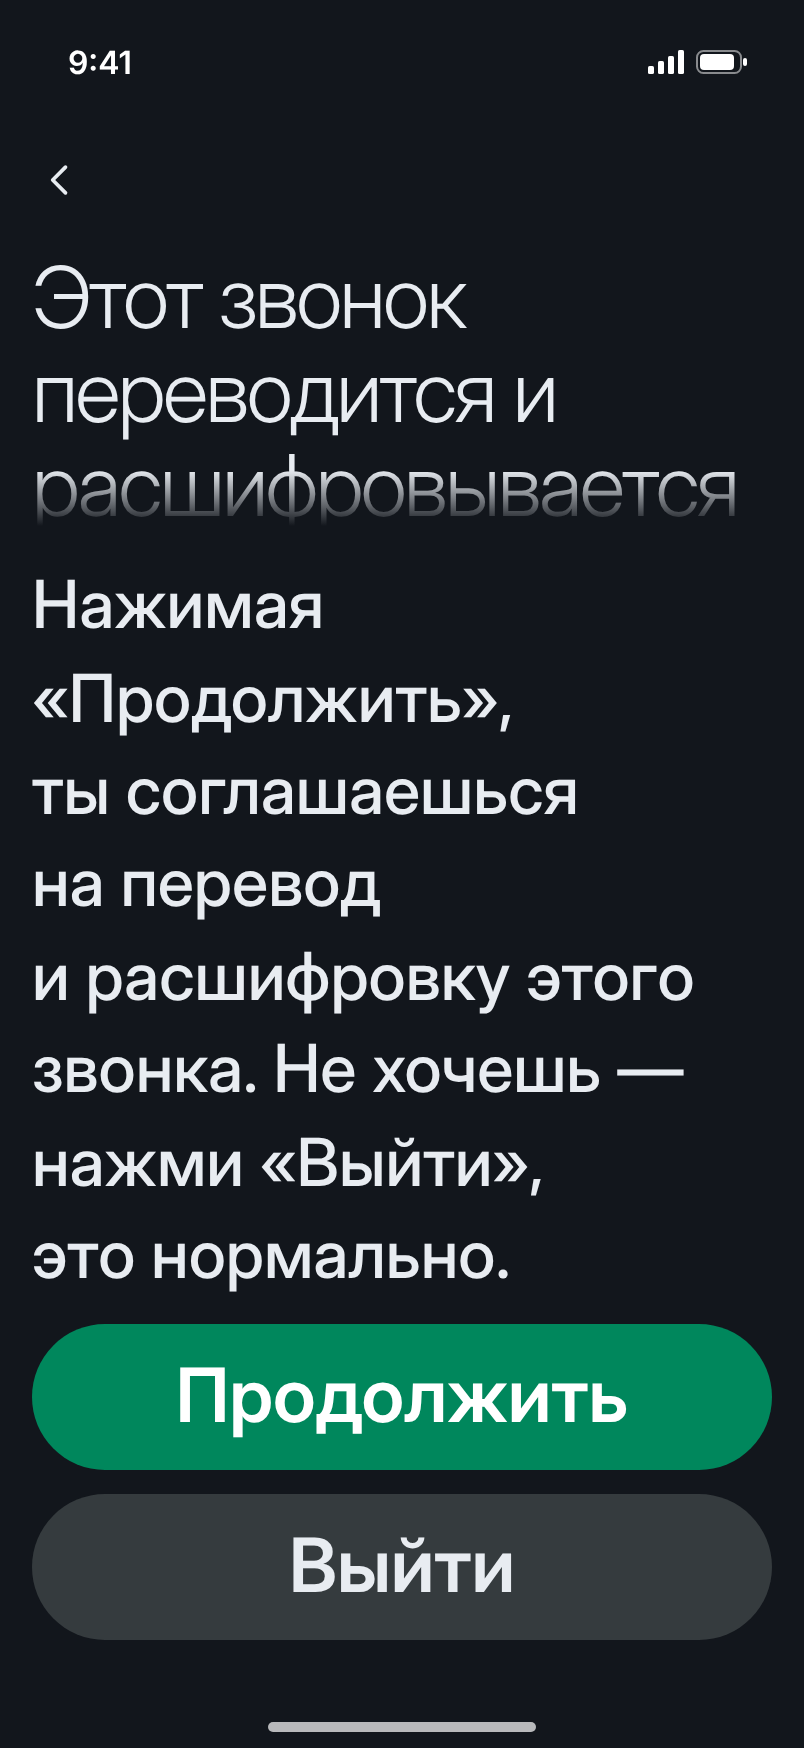 9:41
Этот звонок
переводится и
расшифровывается
Нажимая
«Продолжить»,
ты соглашаешься
на перевод
и расшифровку этого
звонка. Не хочешь —
нажми «Выйти»,
это нормально.
Продолжить
Выйти